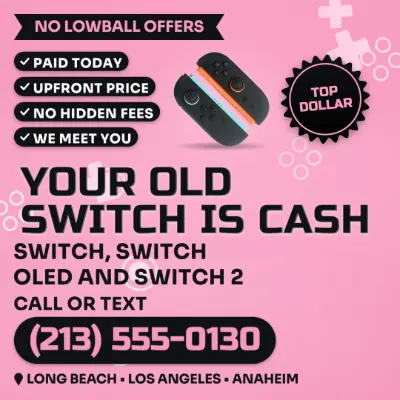 NO LOWBALL OFFERS
PAID TODAY
UPFRONT PRICE
NO HIDDEN FEES
WE MEET YOU
TOP
DOLLAR
YOUR OLD
SWITCH IS CASH
SWITCH, SWITCH
OLED AND SWITCH 2
CALL OR TEXT
(213) 555-0130
LONG BEACH ▪ LOS ANGELES ▪ ANAHEIM